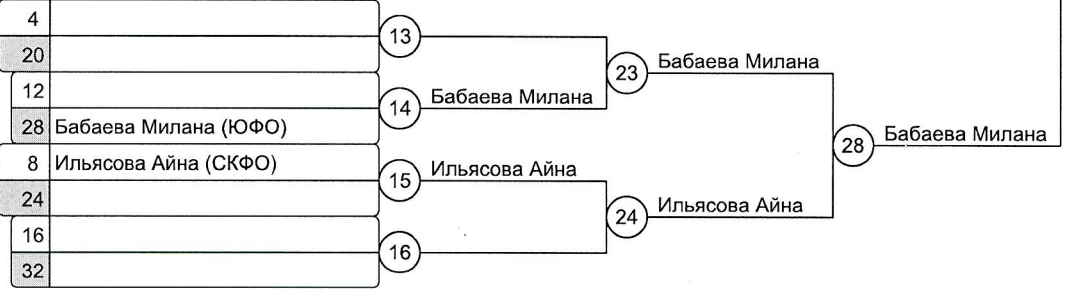 4
13
20
23 Бабаева Милана
12
14 Бабаева Милана
28 Бабаева Милана (ЮФО)
28 Бабаева Милана
8 Ильясова Айна (СКФО)
15 Ильясова Айна
24
24 Ильясова Айна
16
16
32